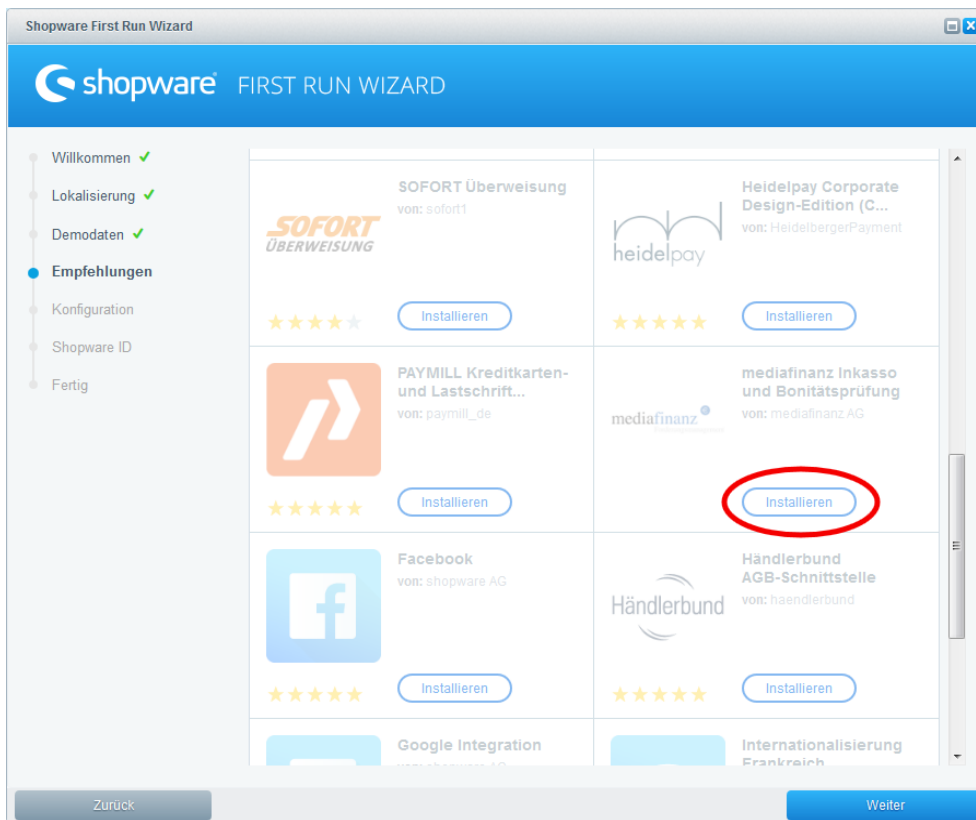 Shopware First Run Wizard
shopware FIRST RUN WIZARD
Willkommen
Lokalisierung
Demodaten
Empfehlungen
Konfiguration
Shopware ID
Fertig
SOFORT Überweisung
von: sofort1
SOFORT
ÜBERWEISUNG
Installieren
Heidelpay Corporate
Design-Edition (C...
von: HeidelbergerPayment
heidelpay
Installieren
PAYMILL Kreditkarten-
und Lastschrift...
von: paymill_de
Installieren
mediafinanz Inkasso
und Bonitätsprüfung
von: mediafinanz AG
mediafinanz
Installieren
Facebook
von: shopware AG
Installieren
Händlerbund
AGB-Schnittstelle
von: haendlerbund
Händlerbund
Installieren
Google Integration
von: shopware AG
Internationalisierung
Frankreich
Zurück
Weiter